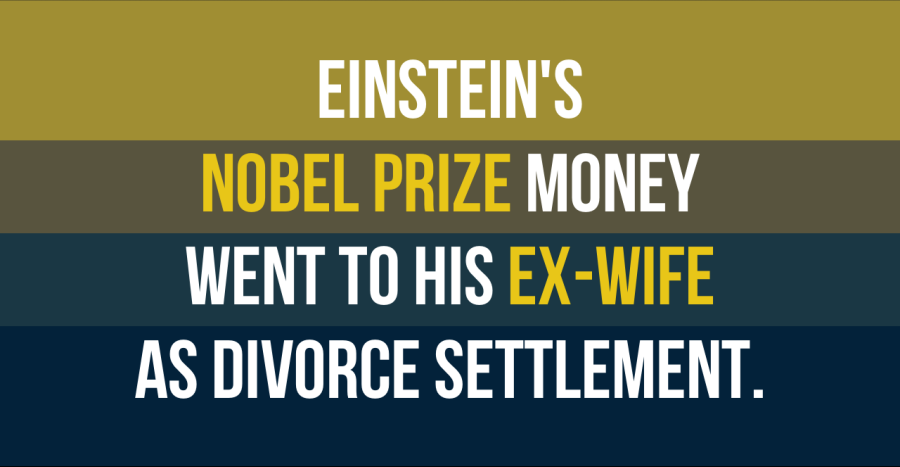 EINSTEIN'S
NOBEL PRIZE MONEY
WENT TO HIS EX-WIFE
AS DIVORCE SETTLEMENT.